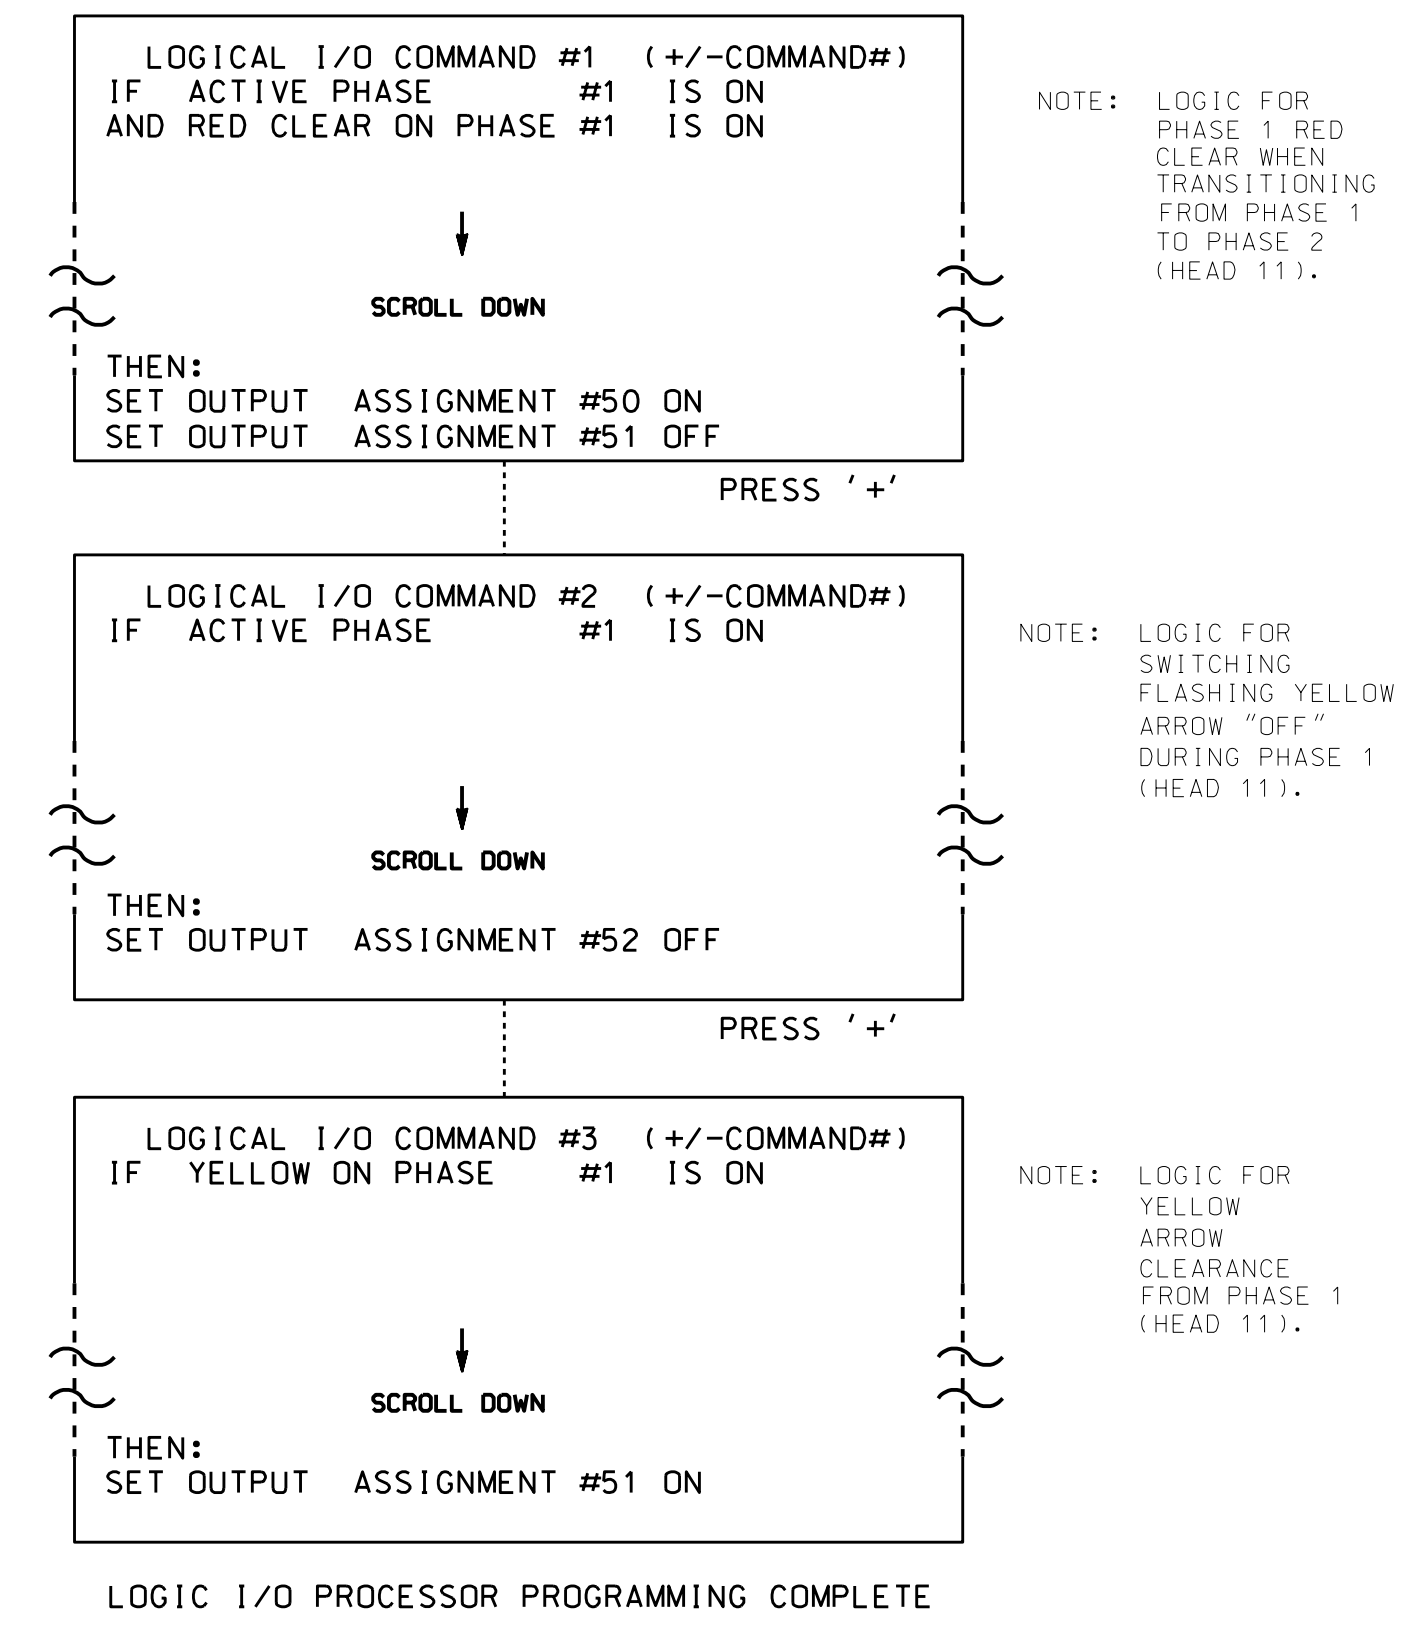 LOGICAL I/O COMMAND #1 (+/-COMMAND#)
IF ACTIVE PHASE #1 IS ON
AND RED CLEAR ON PHASE #1 IS ON
SCROLL DOWN
THEN:
SET OUTPUT ASSIGNMENT #50 ON
SET OUTPUT ASSIGNMENT #51 OFF
NOTE: LOGIC FOR
PHASE 1 RED
CLEAR WHEN
TRANSITIONING
FROM PHASE 1
TO PHASE 2
(HEAD 11).
PRESS '+'
LOGICAL I/O COMMAND #2 (+/-COMMAND#)
IF ACTIVE PHASE #1 IS ON
SCROLL DOWN
THEN:
SET OUTPUT ASSIGNMENT #52 OFF
NOTE: LOGIC FOR
SWITCHING
FLASHING YELLOW
ARROW "OFF"
DURING PHASE 1
(HEAD 11).
PRESS '+'
LOGICAL I/O COMMAND #3 (+/-COMMAND#)
IF YELLOW ON PHASE #1 IS ON
SCROLL DOWN
THEN:
SET OUTPUT ASSIGNMENT #51 ON
NOTE: LOGIC FOR
YELLOW
ARROW
CLEARANCE
FROM PHASE 1
(HEAD 11).
LOGIC I/O PROCESSOR PROGRAMMING COMPLETE